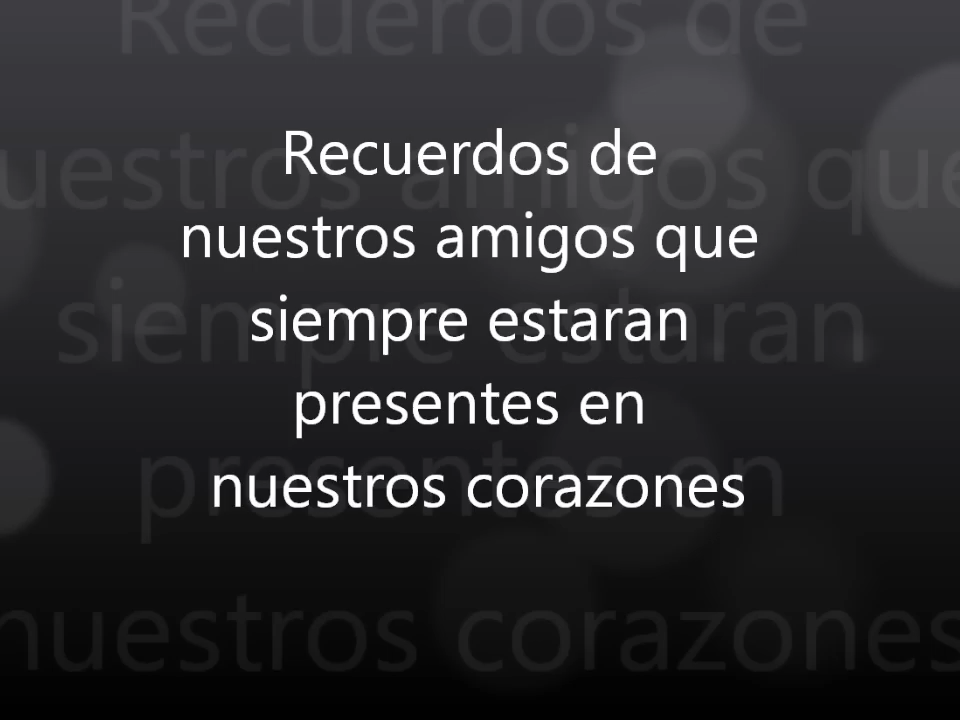 Recuerdos de
nuestros amigos que
siempre estaran
presentes en
nuestros corazones